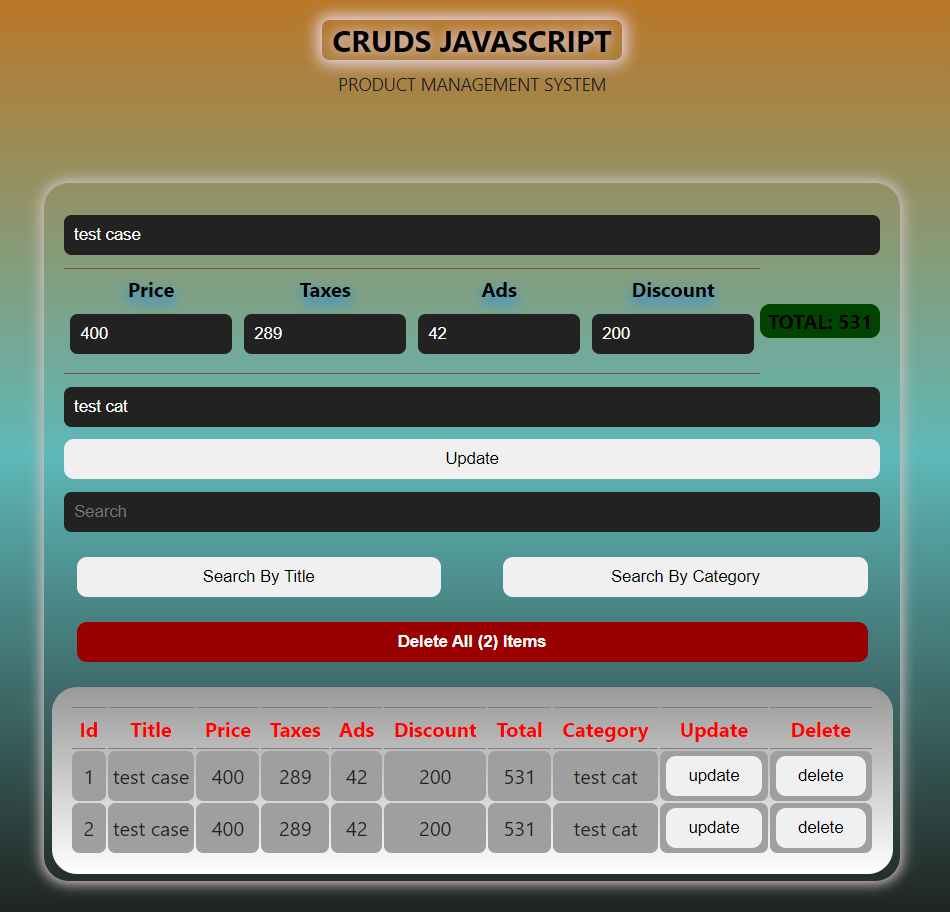 CRUDS JAVASCRIPT
PRODUCT MANAGEMENT SYSTEM
test case
Price Taxes Ads Discount
400 289 42 200 TOTAL: 531
test cat
Update
Search
Search By Title Search By Category
Delete All (2) Items
Id Title Price Taxes Ads Discount Total Category Update Delete
1 test case 400 289 42 200 531 test cat update delete
2 test case 400 289 42 200 531 test cat update delete